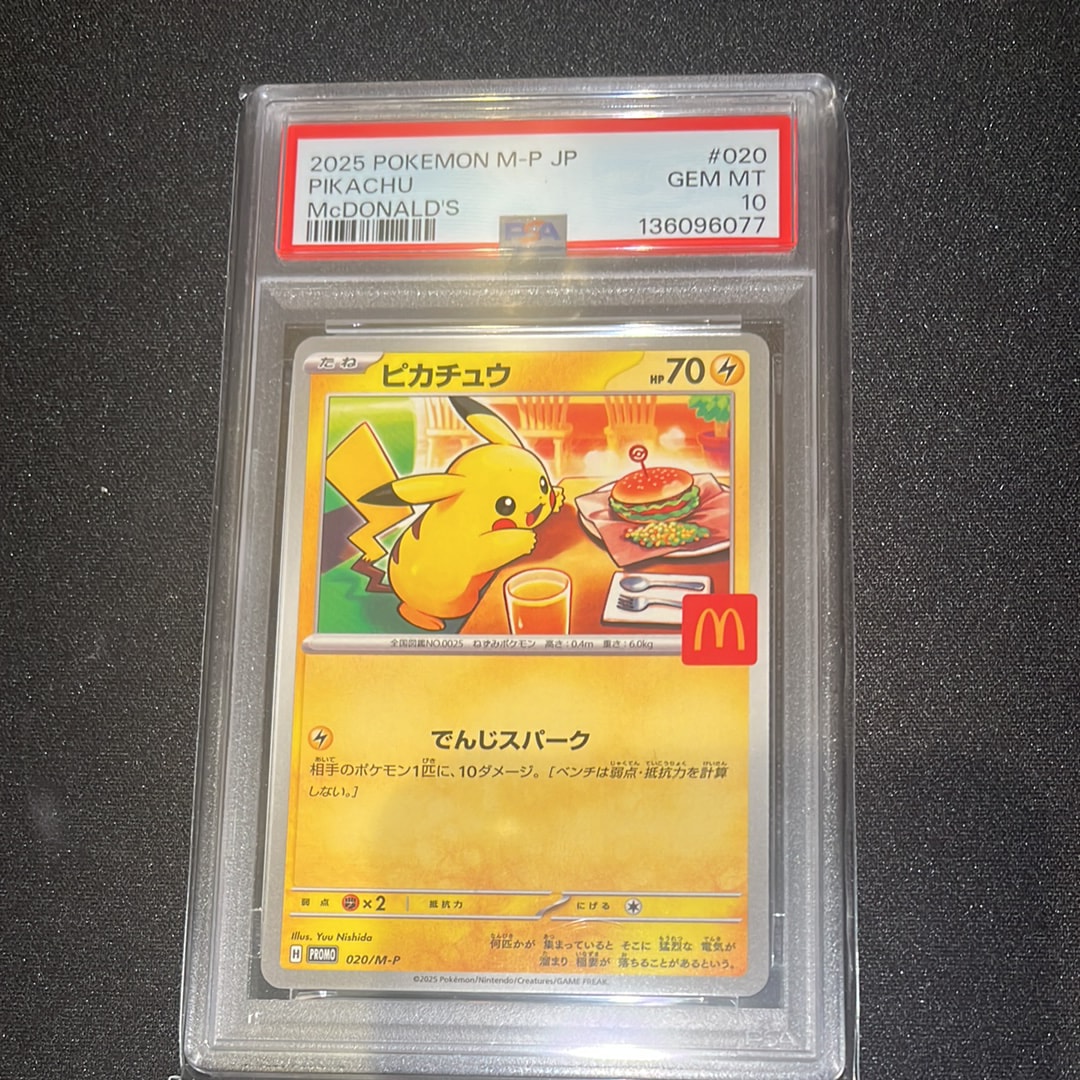 2025 POKEMON M-P JP
#020
PIKACHU
GEM MT
McDONALD'S
10
PSA
136096077
たね
ピカチュウ
HP70
全国図鑑NO.0025 ねずみポケモン 高さ:0.4m 重さ:6.0kg
でんじスパーク
相手のポケモン1匹に、10ダメージ。[ベンチは弱点・抵抗力を計算
しない。]
弱点 ×2 抵抗力 にげる
Illus. Yuu Nishida
何匹かが 集まっていると そこに 猛烈な 電気が
H PROMO 020/M-P
溜まり 稲妻が 落ちることがあるという。
©2025 Pokémon/Nintendo/Creatures/GAME FREAK.